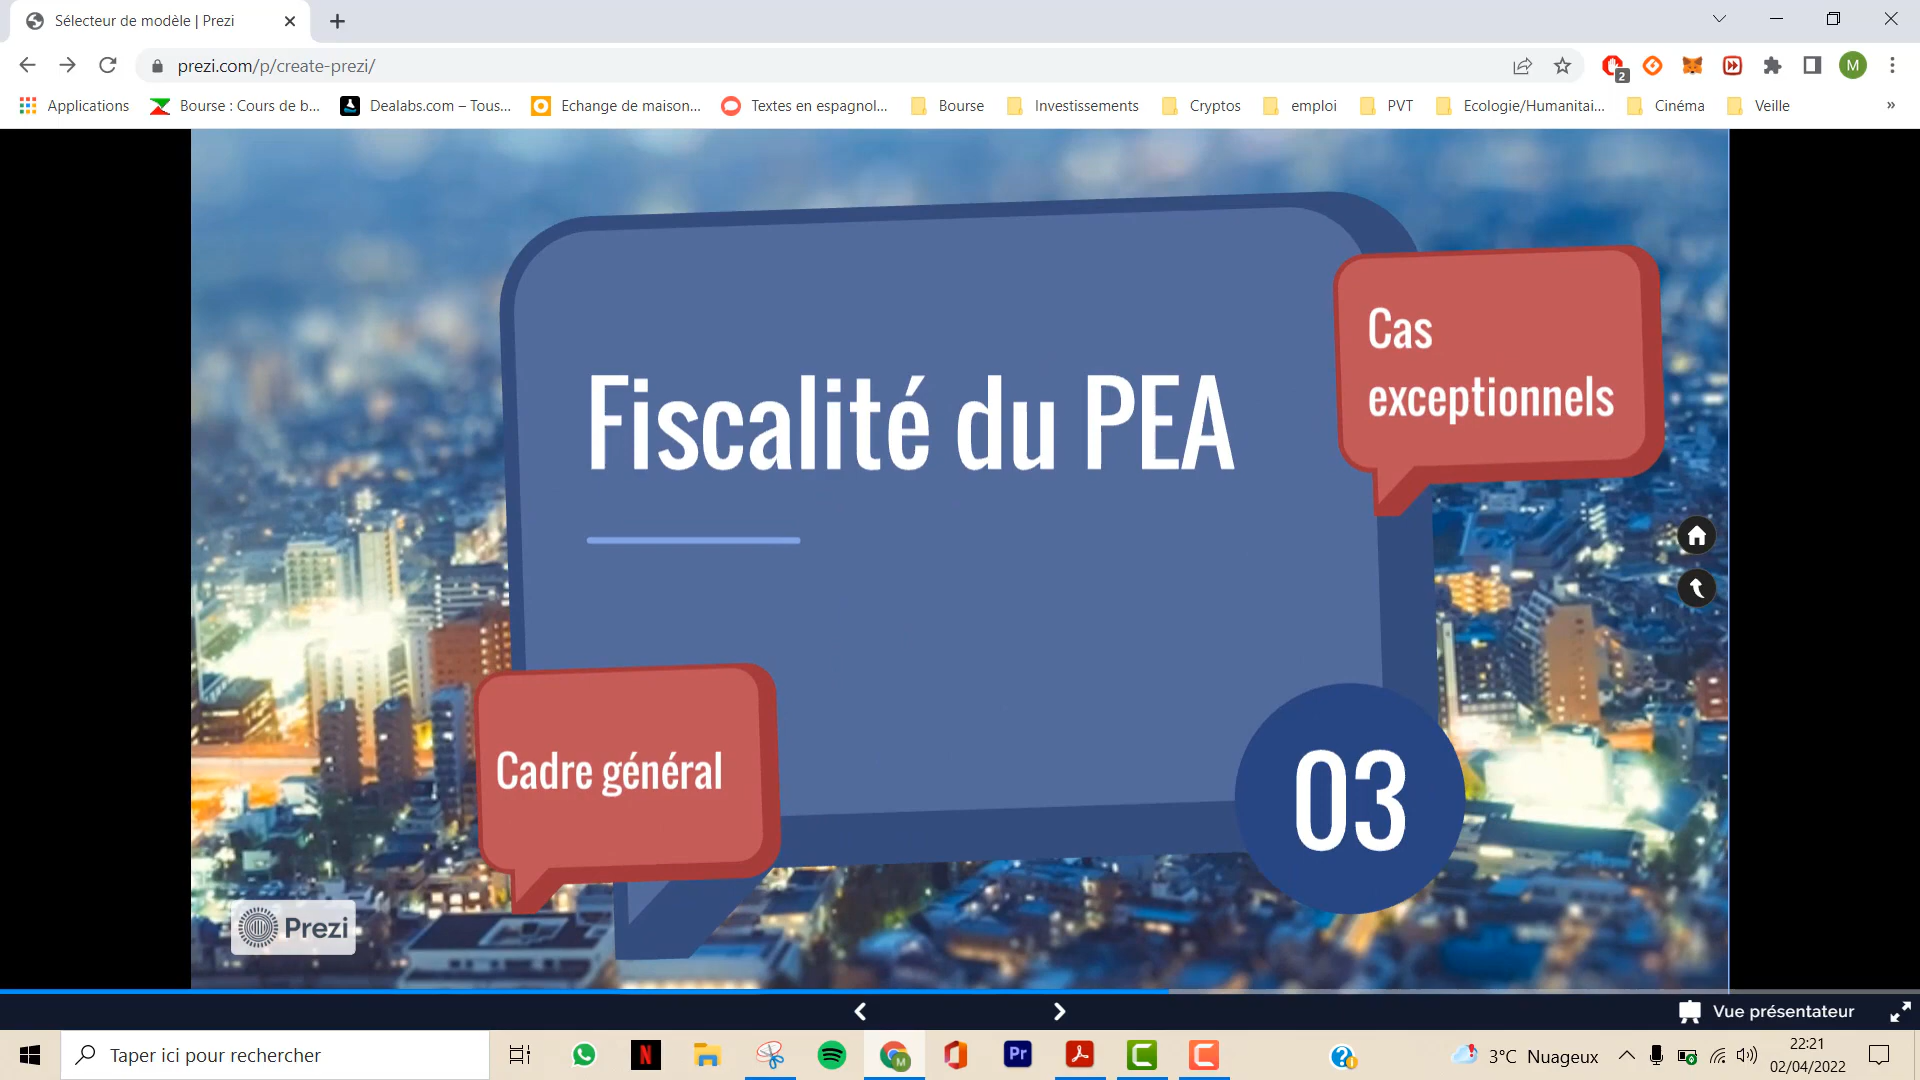 Sélecteur de modèle | Prezi
prezi.com/p/create-prezi/
2
M
Applications
Bourse : Cours de b...
Dealabs.com – Tous...
Echange de maison...
Textes en espagnol...
Bourse
Investissements
Cryptos
emploi
PVT
Ecologie/Humanitai...
Cinéma
Veille
»
Cas
exceptionnels
Fiscalité du PEA
Cadre général
03
Prezi
Vue présentateur
Taper ici pour rechercher
N
M
Pr
C
C
3°C Nuageux
22:21
02/04/2022